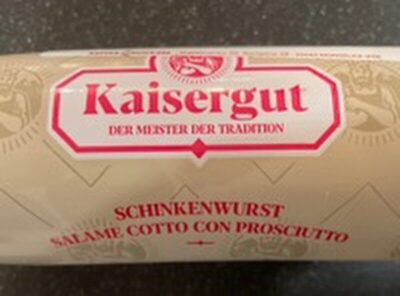 Kaisergut
DER MEISTER DER TRADITION
SCHINKENWURST
SALAME COTTO CON PROSCIUTTO